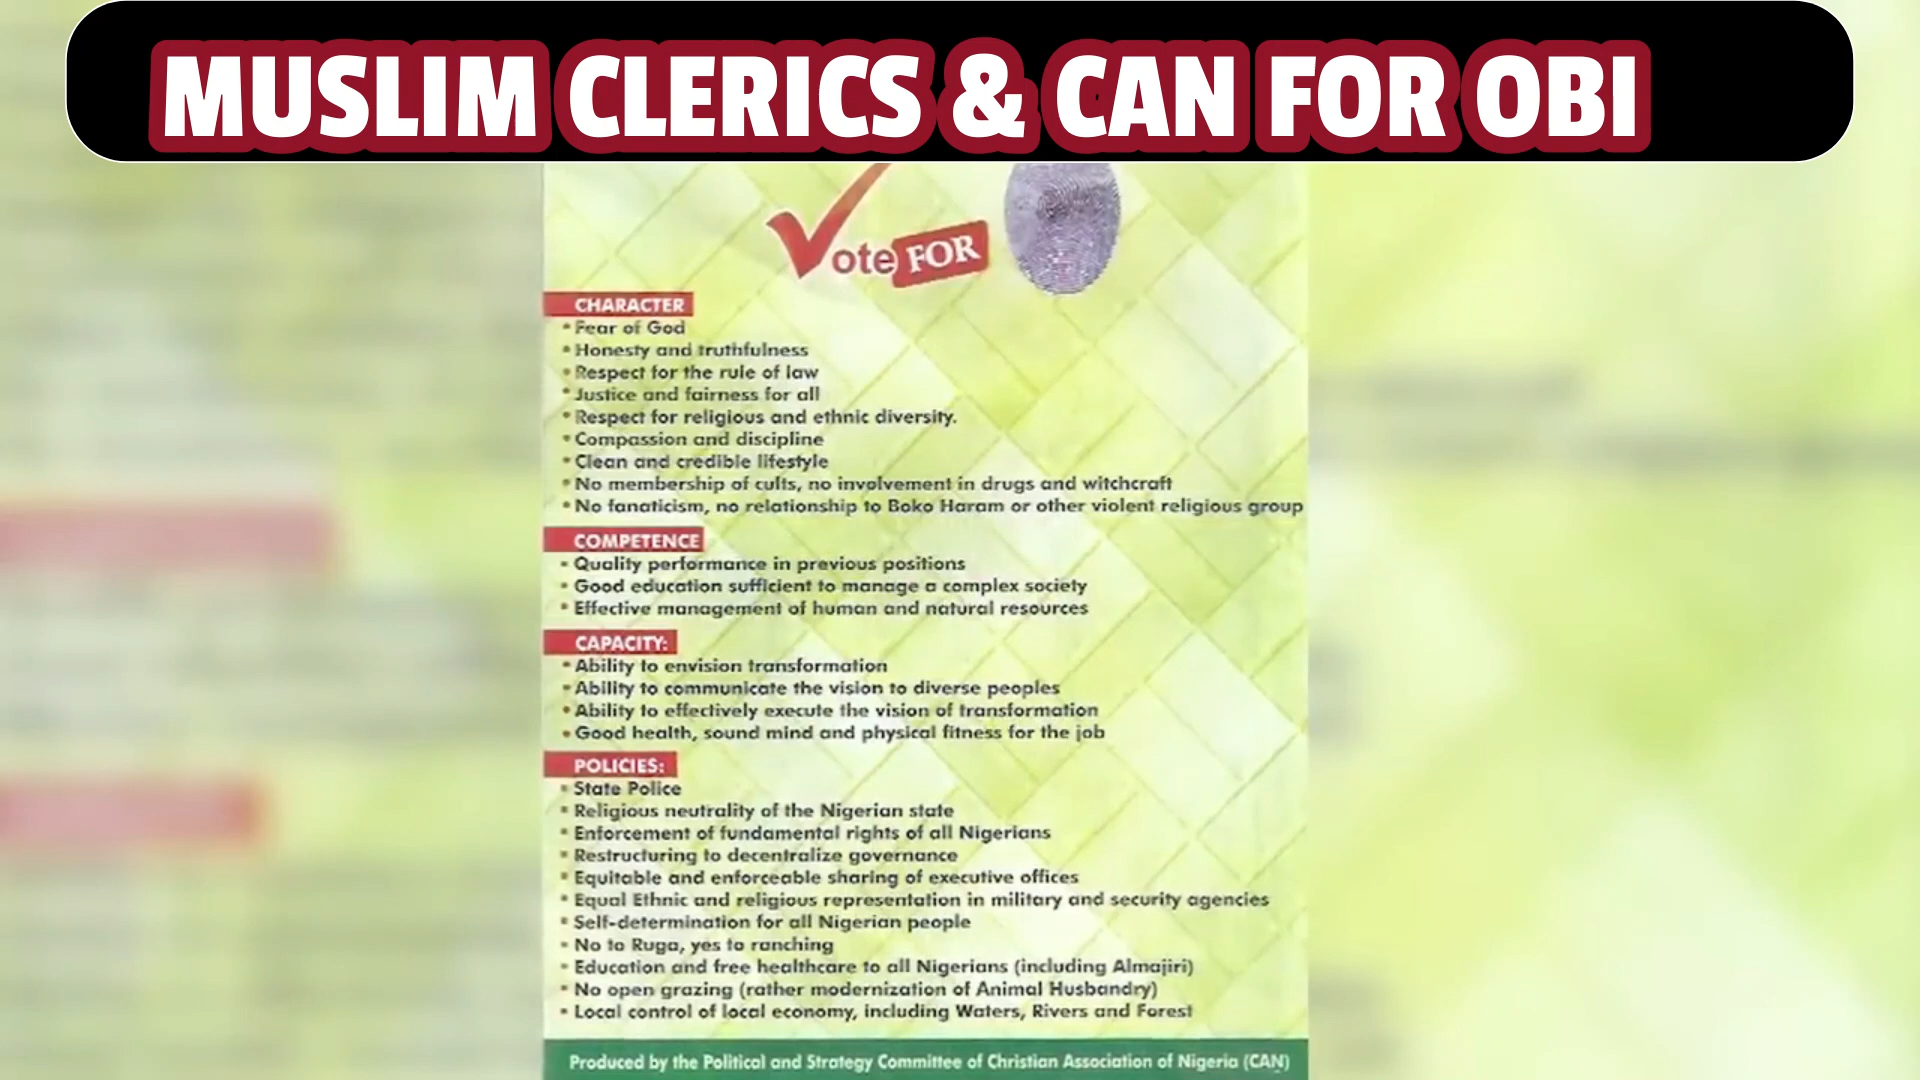 MUSLIM CLERICS & CAN FOR OBI
Vote FOR
CHARACTER
• Fear of God
• Honesty and truthfulness
• Respect for the rule of law
• Justice and fairness for all
• Respect for religious and ethnic diversity.
• Compassion and discipline
• Clean and credible lifestyle
• No membership of cults, no involvement in drugs and witchcraft
• No fanaticism, no relationship to Boko Haram or other violent religious group
COMPETENCE
• Quality performance in previous positions
• Good education sufficient to manage a complex society
• Effective management of human and natural resources
CAPACITY:
• Ability to envision transformation
• Ability to communicate the vision to diverse peoples
• Ability to effectively execute the vision of transformation
• Good health, sound mind and physical fitness for the job
POLICIES:
• State Police
• Religious neutrality of the Nigerian state
• Enforcement of fundamental rights of all Nigerians
• Restructuring to decentralize governance
• Equitable and enforceable sharing of executive offices
• Equal Ethnic and religious representation in military and security agencies
• Self-determination for all Nigerian people
• No to Ruga, yes to ranching
• Education and free healthcare to all Nigerians (including Almajiri)
• No open grazing (rather modernization of Animal Husbandry)
• Local control of local economy, including Waters, Rivers and Forest
Produced by the Political and Strategy Committee of Christian Association of Nigeria (CAN)